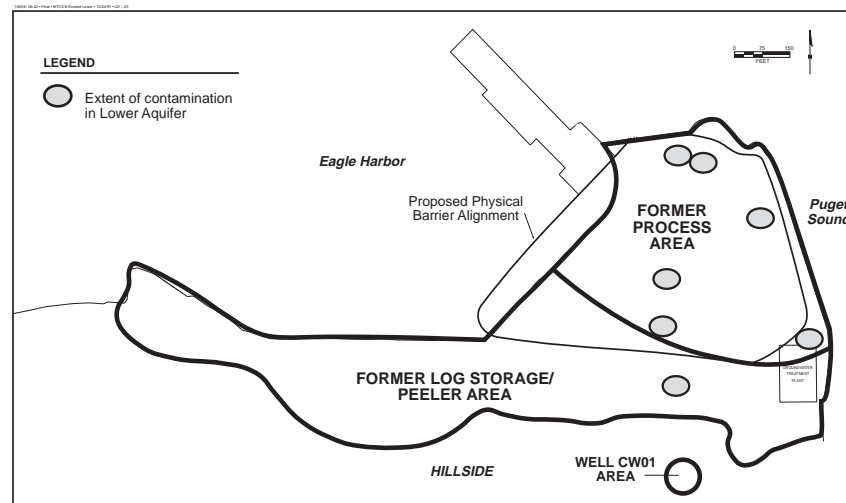 LEGEND
Extent of contamination
in Lower Aquifer
0 75 150
FEET
Eagle Harbor
Proposed Physical
Barrier Alignment
FORMER
PROCESS
AREA
Puget
Sound
GROUNDWATER
TREATMENT
PLANT
FORMER LOG STORAGE/
PEELER AREA
HILLSIDE
WELL CW01
AREA